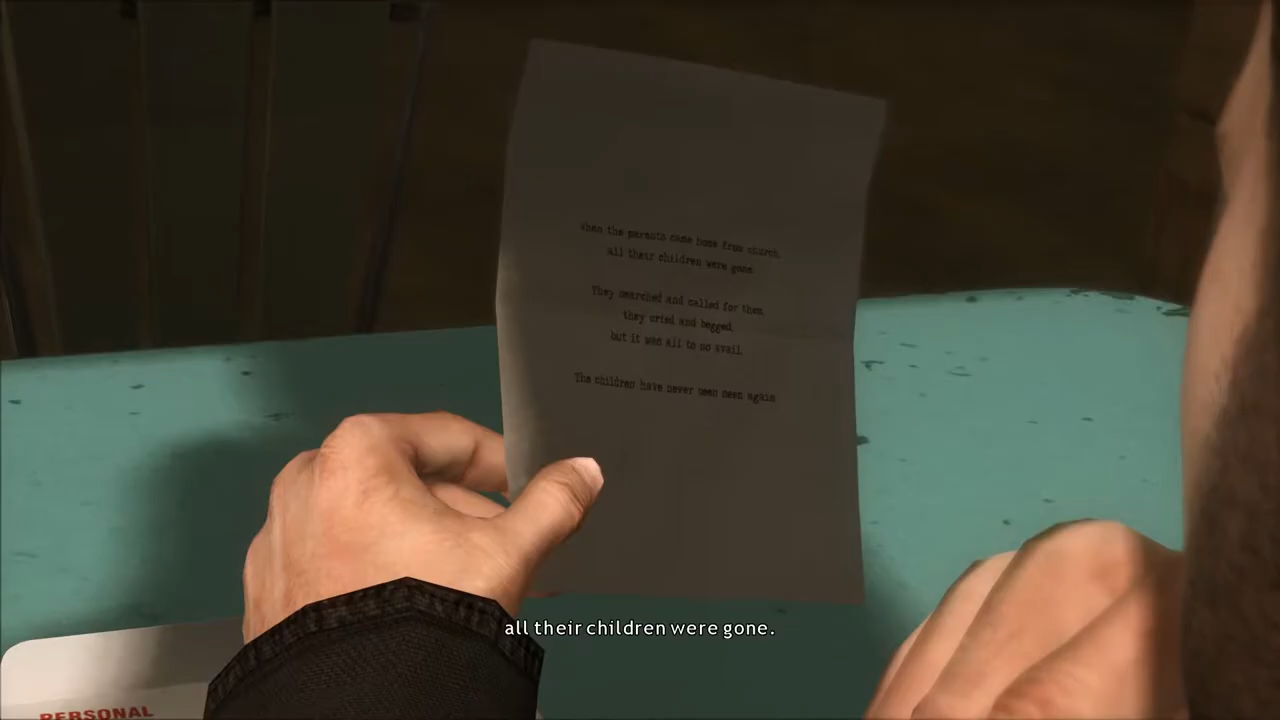 When the parents came home from church,
all their children were gone.
They searched and called for them,
they cried and begged,
but it was all to no avail.
The children have never been seen again
all their children were gone.
PERSONAL